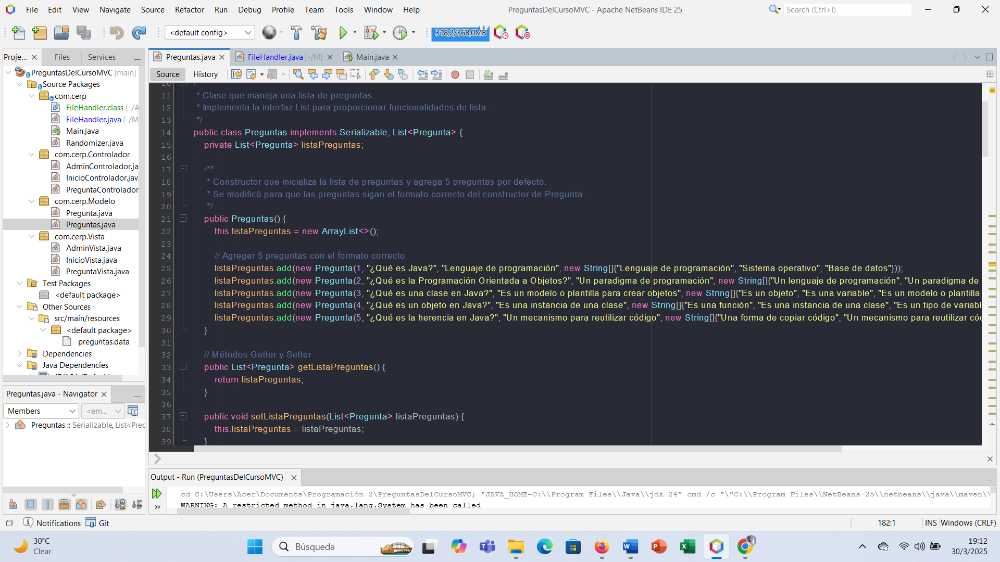 File Edit View Navigate Source Refactor Run Debug Profile Team Tools Window Help
PreguntasDelCursoMVC - Apache NetBeans IDE 25
Search (Ctrl+I)
<default config>
318,2/368,0MB
Proje... Files Services
Preguntas.java FileHandler.java [-/M] Main.java
Source History
PreguntasDelCursoMVC [main]
Source Packages
com.cerp
FileHandler.class [-/A
FileHandler.java [-/M
Main.java
Randomizer.java
com.cerp.Controlador
AdminControlador.ja
InicioControlador.jav
PreguntaControlador
com.cerp.Modelo
Pregunta.java
Preguntas.java
com.cerp.Vista
AdminVista.java
InicioVista.java
PreguntaVista.java
Test Packages
<default package>
Other Sources
src/main/resources
<default package>
preguntas.data
Dependencies
Java Dependencies
JDK 24 (Default)
Preguntas.java - Navigator
Members
<em...
Preguntas :: Serializable, List<Preg
10
11 * Clase que maneja una lista de preguntas.
12 * Implementa la interfaz List para proporcionar funcionalidades de lista.
13 */
14 public class Preguntas implements Serializable, List<Pregunta> {
15 private List<Pregunta> listaPreguntas;
16
17 /**
18 * Constructor que inicializa la lista de preguntas y agrega 5 preguntas por defecto.
19 * Se modificó para que las preguntas sigan el formato correcto del constructor de Pregunta.
20 */
21 public Preguntas() {
22 this.listaPreguntas = new ArrayList<>();
23
24 // Agregar 5 preguntas con el formato correcto
25 listaPreguntas.add(new Pregunta(1, "¿Qué es Java?", "Lenguaje de programación", new String[]{"Lenguaje de programación", "Sistema operativo", "Base de datos"}));
26 listaPreguntas.add(new Pregunta(2, "¿Qué es la Programación Orientada a Objetos?", "Un paradigma de programación", new String[]{"Un lenguaje de programación", "Un paradigma de
27 listaPreguntas.add(new Pregunta(3, "¿Qué es una clase en Java?", "Es un modelo o plantilla para crear objetos", new String[]{"Es un objeto", "Es una variable", "Es un modelo o plantilla
28 listaPreguntas.add(new Pregunta(4, "¿Qué es un objeto en Java?", "Es una instancia de una clase", new String[]{"Es una función", "Es una instancia de una clase", "Es un tipo de variabl
29 listaPreguntas.add(new Pregunta(5, "¿Qué es la herencia en Java?", "Un mecanismo para reutilizar código", new String[]{"Una forma de copiar código", "Un mecanismo para reutilizar cód
30 }
31
32 // Métodos Getter y Setter
33 public List<Pregunta> getListaPreguntas() {
34 return listaPreguntas;
35 }
36
37 public void setListaPreguntas(List<Pregunta> listaPreguntas) {
38 this.listaPreguntas = listaPreguntas;
39 }
Output - Run (PreguntasDelCursoMVC)
cd C:\Users\Acer\Documents\Programación 2\PreguntasDelCursoMVC; "JAVA_HOME=C:\\Program Files\\Java\\jdk-24" cmd /c "\"C:\\Program Files\\NetBeans-25\\netbeans\\java\\maven\\
WARNING: A restricted method in java.lang.System has been called
Notifications Git
182:1 INS Windows (CRLF)
30°C
Clear
Búsqueda
19:12
30/3/2025